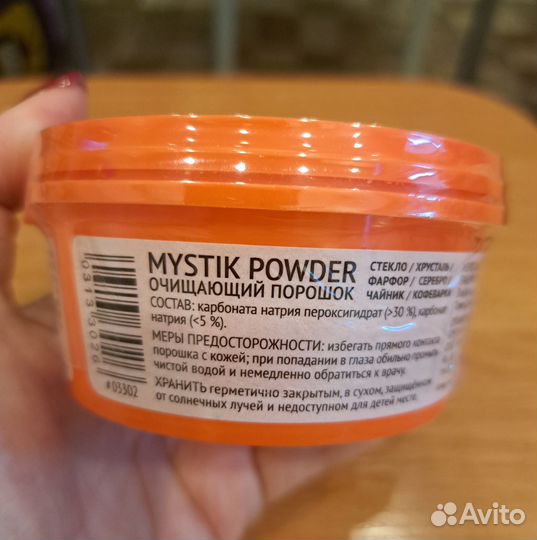 MYSTIK POWDER
ОЧИЩАЮЩИЙ ПОРОШОК
СТЕКЛО / ХРУСТАЛЬ /
ФАРФОР / СЕРЕБРО /
ЧАЙНИК / КОФЕВАРКА
СОСТАВ: карбоната натрия пероксигидрат (>30 %), карбонат
натрия (<5 %).
МЕРЫ ПРЕДОСТОРОЖНОСТИ: избегать прямого контакта
порошка с кожей; при попадании в глаза обильно промыть
чистой водой и немедленно обратиться к врачу.
ХРАНИТЬ герметично закрытым, в сухом, защищённом
от солнечных лучей и недоступном для детей месте.
#03302
Avito